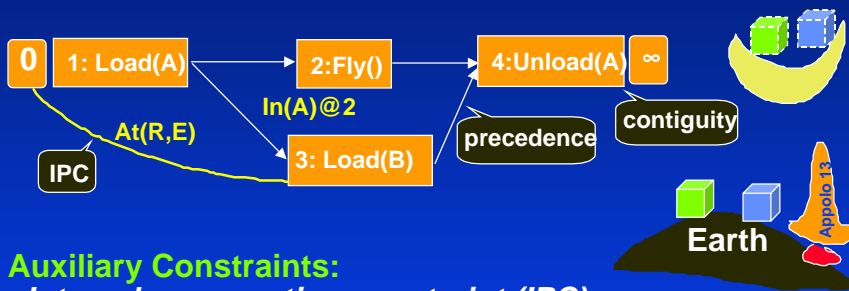 0
1: Load(A)
2:Fly()
4:Unload(A)
∞
In(A)@2
At(R,E)
IPC
3: Load(B)
precedence
contiguity
Appolo 13
Earth
Auxiliary Constraints: